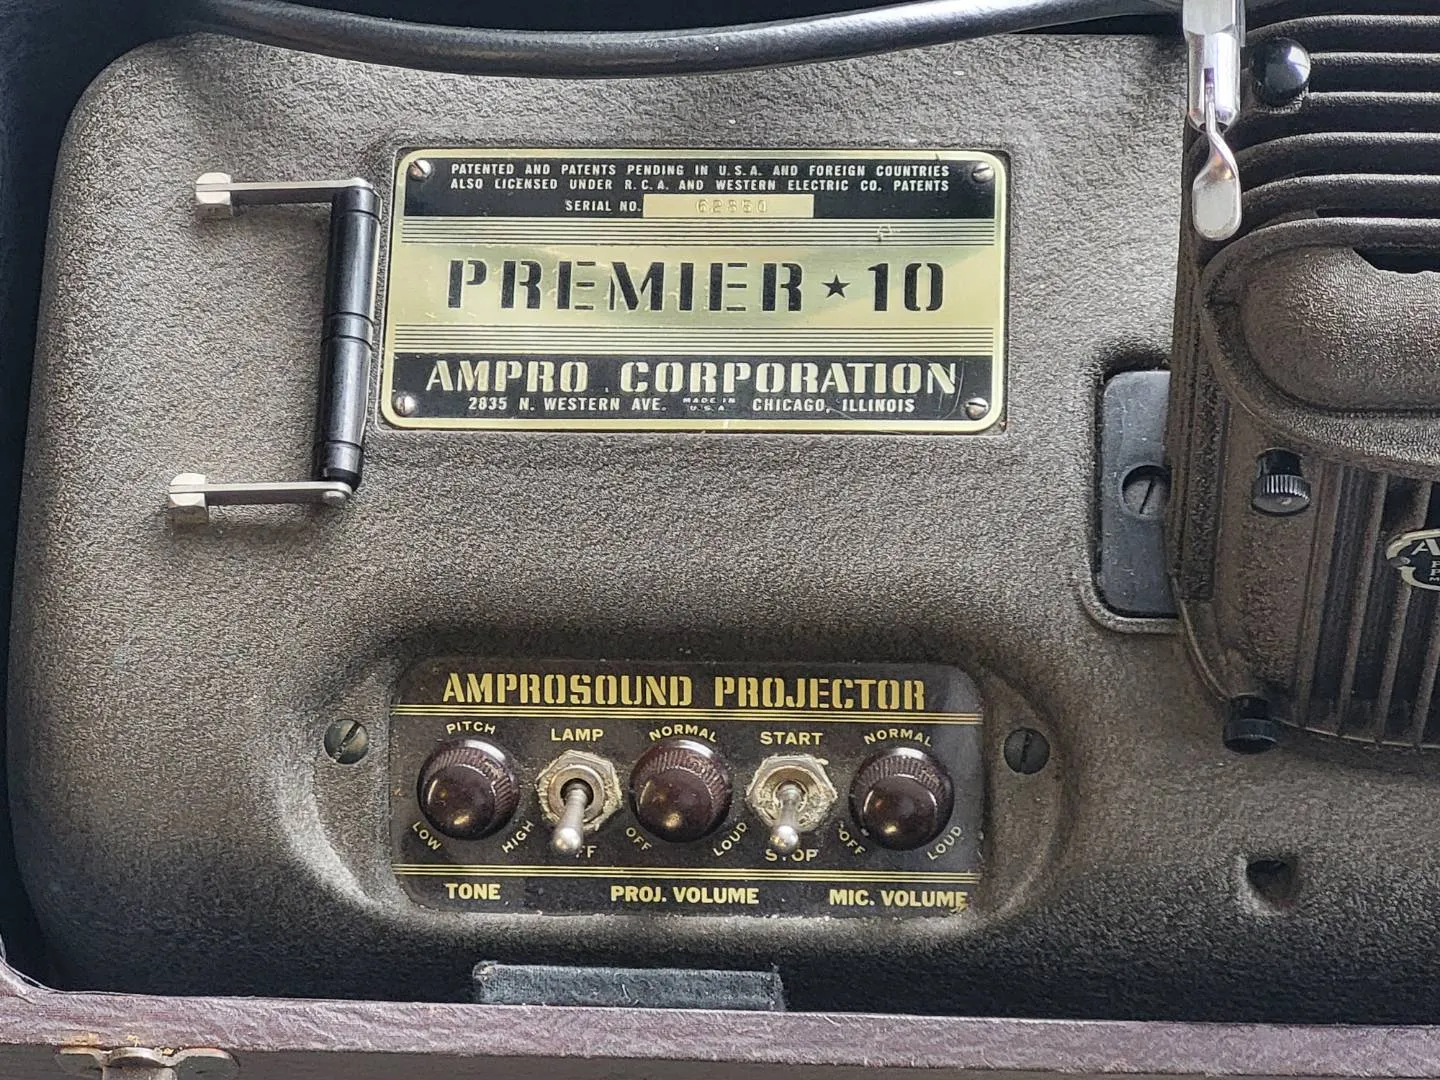 PATENTED AND PATENTS PENDING IN U.S.A. AND FOREIGN COUNTRIES
ALSO LICENSED UNDER R.C.A. AND WESTERN ELECTRIC CO. PATENTS
SERIAL NO. 62850
PREMIER ★ 10
AMPRO CORPORATION
2835 N. WESTERN AVE. MADE IN U.S.A. CHICAGO, ILLINOIS
AMPROSOUND PROJECTOR
PITCH LAMP NORMAL START NORMAL
LOW HIGH OFF LOUD STOP OFF LOUD
TONE PROJ. VOLUME MIC. VOLUME